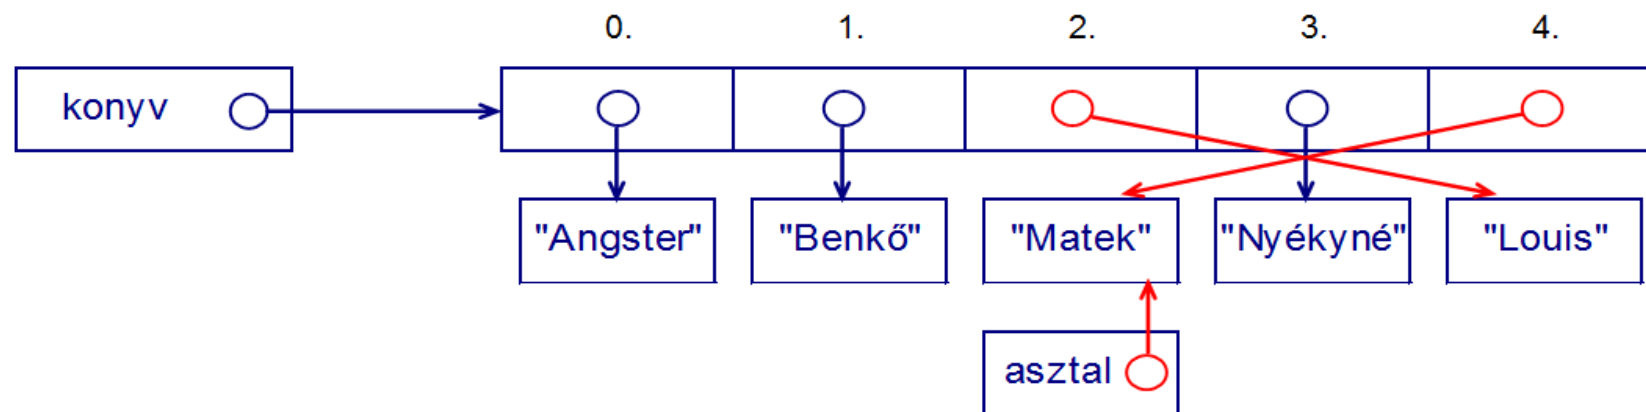 0. 1. 2. 3. 4.
konyv
"Angster" "Benkő" "Matek" "Nyékyné" "Louis"
asztal